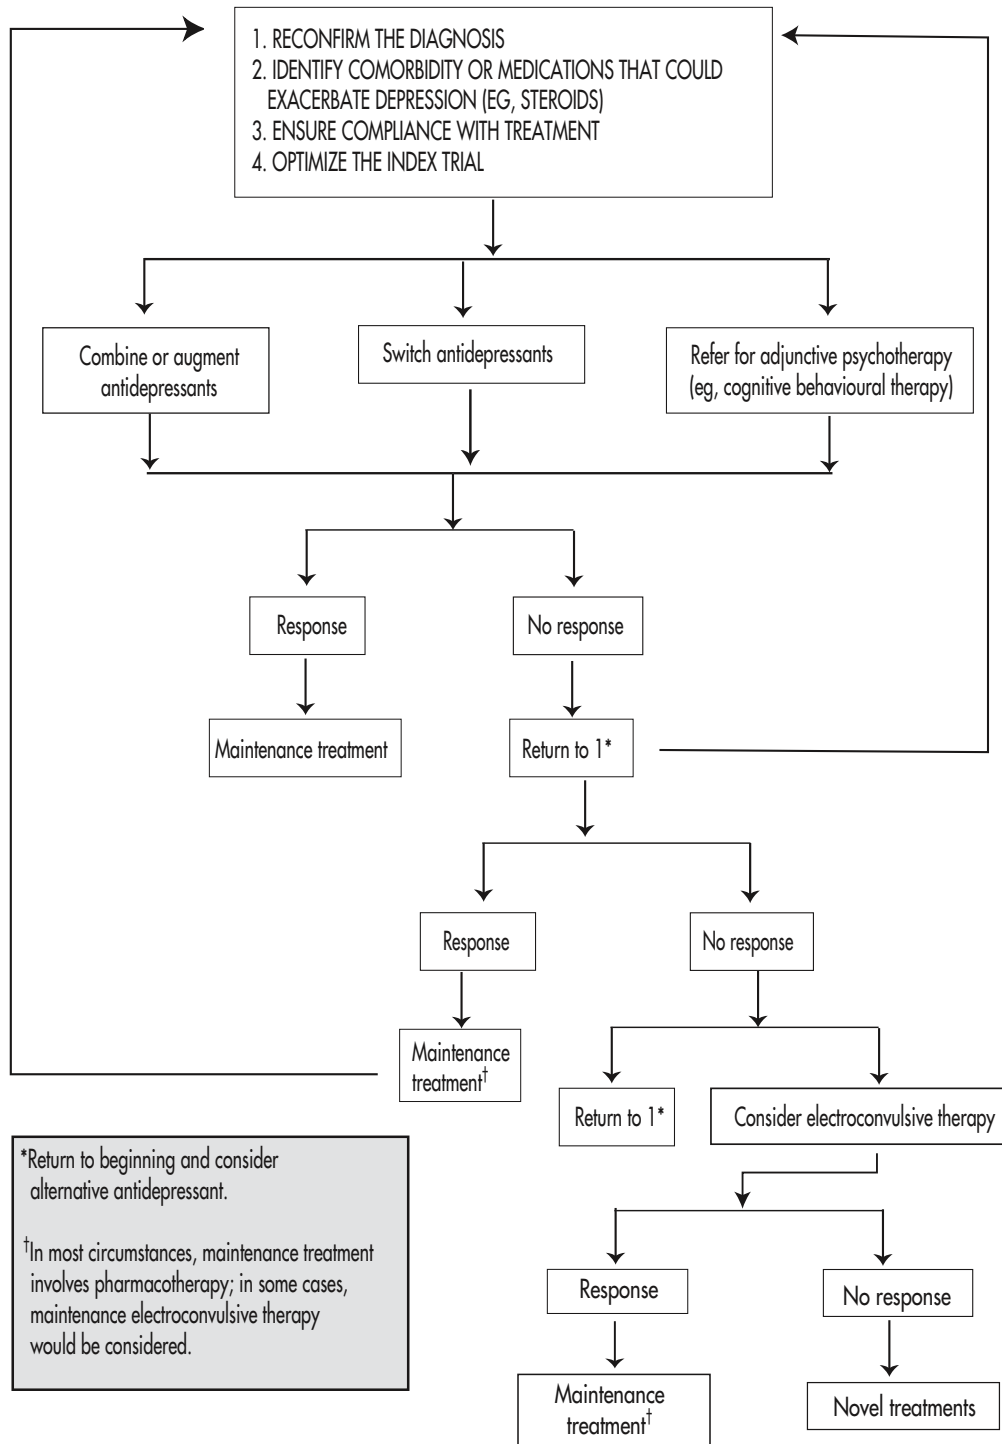 1. RECONFIRM THE DIAGNOSIS
2. IDENTIFY COMORBIDITY OR MEDICATIONS THAT COULD
EXACERBATE DEPRESSION (EG, STEROIDS)
3. ENSURE COMPLIANCE WITH TREATMENT
4. OPTIMIZE THE INDEX TRIAL
Combine or augment
antidepressants
Switch antidepressants
Refer for adjunctive psychotherapy
(eg, cognitive behavioural therapy)
Response
No response
Maintenance treatment
Return to 1*
Response
No response
Maintenance
treatment†
Return to 1*
Consider electroconvulsive therapy
*Return to beginning and consider
alternative antidepressant.
†In most circumstances, maintenance treatment
involves pharmacotherapy; in some cases,
maintenance electroconvulsive therapy
would be considered.
Response
No response
Maintenance
treatment†
Novel treatments